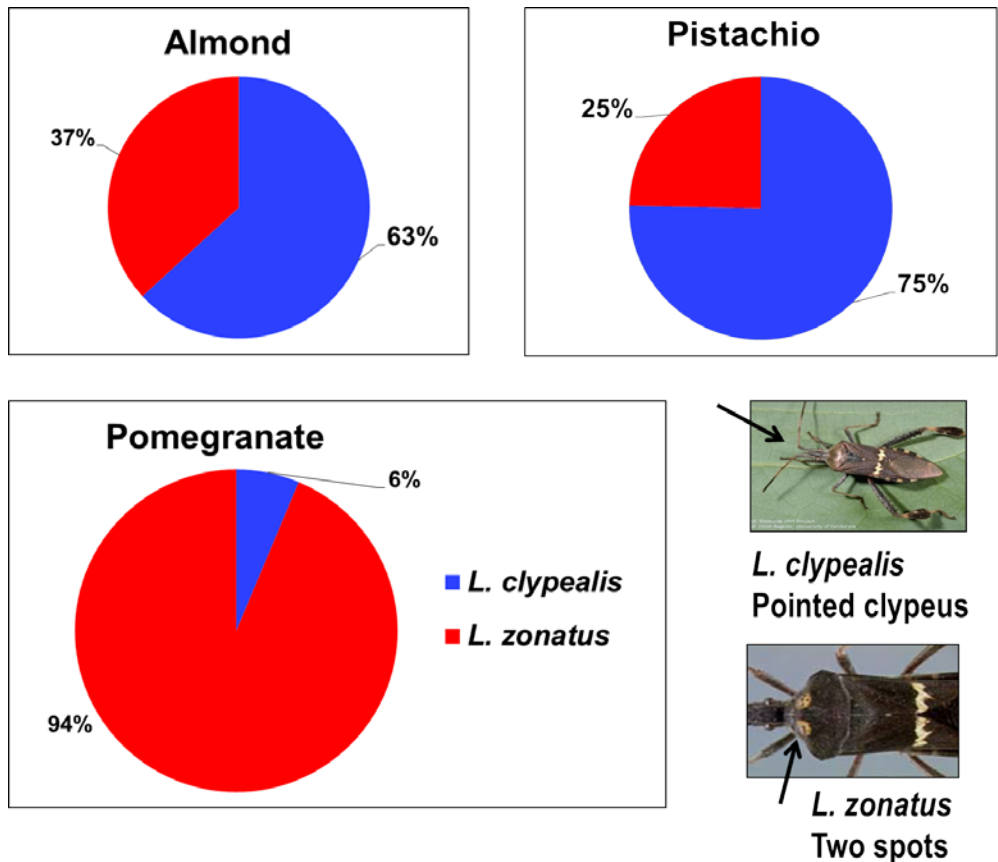 Almond
37%
63%
Pistachio
25%
75%
Pomegranate
6%
94%
L. clypealis
L. zonatus
L. clypealis
Pointed clypeus
L. zonatus
Two spots